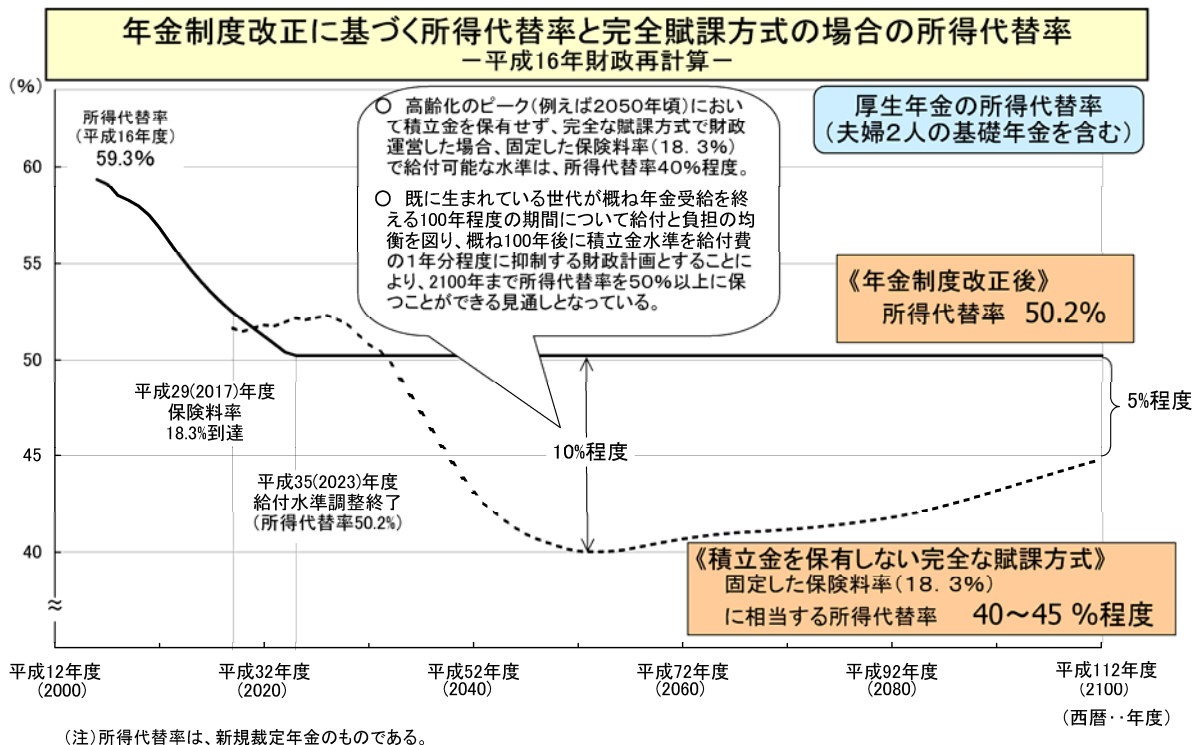 年金制度改正に基づく所得代替率と完全賦課方式の場合の所得代替率
－平成16年財政再計算－
(%)
所得代替率
(平成16年度)
59.3%
○ 高齢化のピーク(例えば2050年頃)におい
て積立金を保有せず、完全な賦課方式で財政
運営した場合、固定した保険料率(18．3%)
で給付可能な水準は、所得代替率40%程度。
○ 既に生まれている世代が概ね年金受給を終
える100年程度の期間について給付と負担の均
衡を図り、概ね100年後に積立金水準を給付費
の1年分程度に抑制する財政計画とすることに
より、2100年まで所得代替率を50%以上に保
つことができる見通しとなっている。
厚生年金の所得代替率
(夫婦2人の基礎年金を含む)
《年金制度改正後》
所得代替率 50.2%
60
55
50
45
40
≈
平成29(2017)年度
保険料率
18.3%到達
平成35(2023)年度
給付水準調整終了
(所得代替率50.2%)
10%程度
5%程度
《積立金を保有しない完全な賦課方式》
固定した保険料率(18．3%)
に相当する所得代替率 40～45 %程度
平成12年度
(2000)
平成32年度
(2020)
平成52年度
(2040)
平成72年度
(2060)
平成92年度
(2080)
平成112年度
(2100)
(西暦‥年度)
(注)所得代替率は、新規裁定年金のものである。